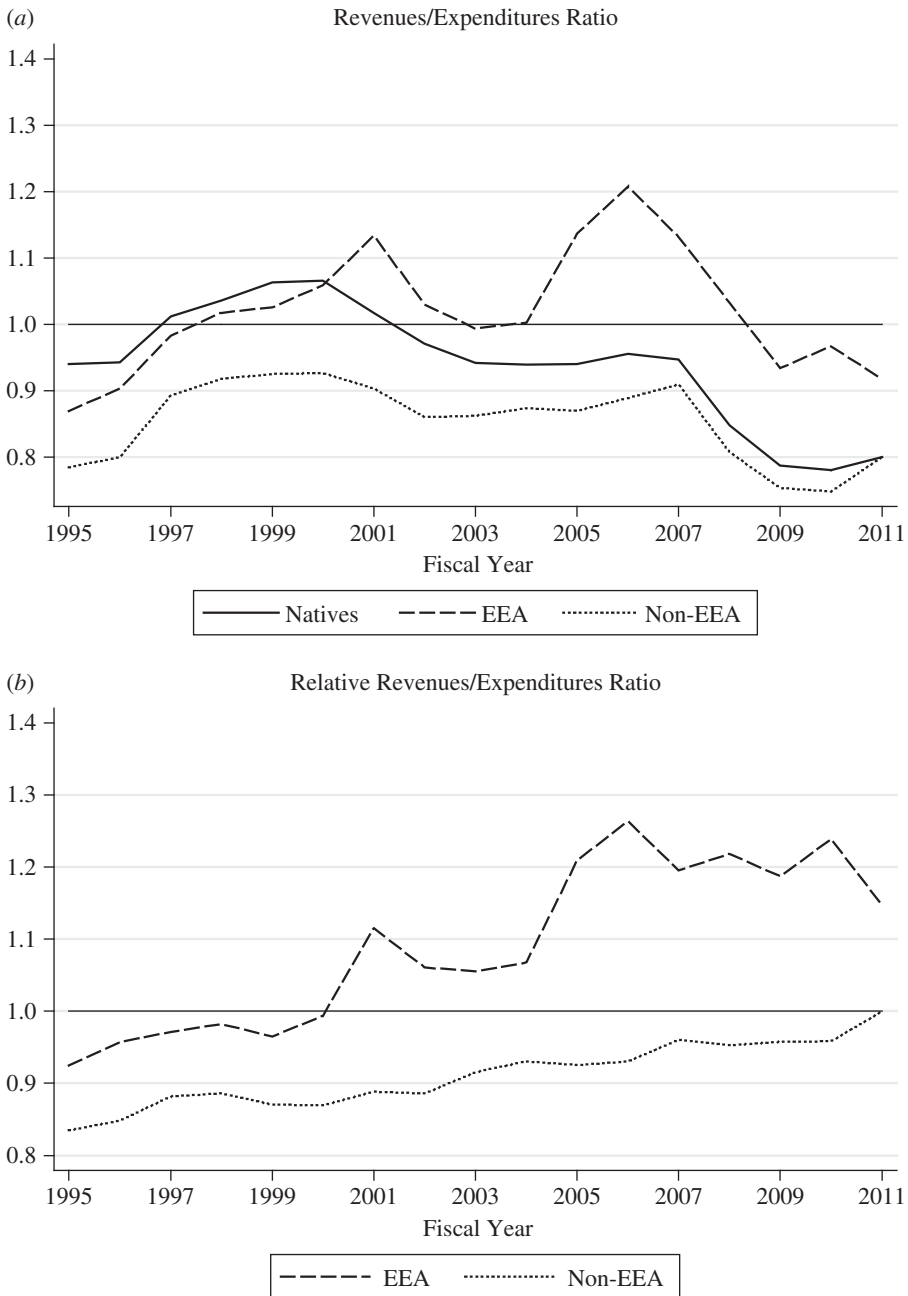 (a) Revenues/Expenditures Ratio
1.4
1.3
1.2
1.1
1.0
0.9
0.8
1995 1997 1999 2001 2003 2005 2007 2009 2011
Fiscal Year
Natives EEA Non-EEA
(b) Relative Revenues/Expenditures Ratio
1.4
1.3
1.2
1.1
1.0
0.9
0.8
1995 1997 1999 2001 2003 2005 2007 2009 2011
Fiscal Year
EEA Non-EEA